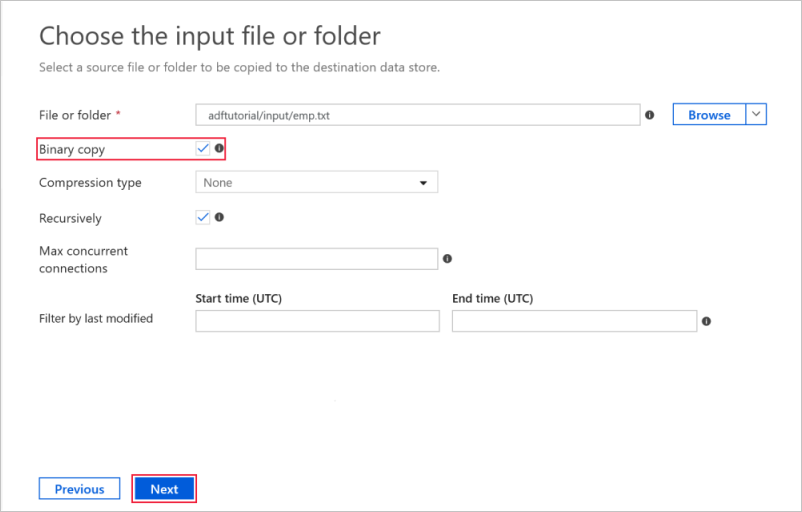 Choose the input file or folder
Select a source file or folder to be copied to the destination data store.
File or folder * adftutorial/input/emp.txt Browse
Binary copy
Compression type None
Recursively
Max concurrent
connections
Start time (UTC) End time (UTC)
Filter by last modified
Previous Next